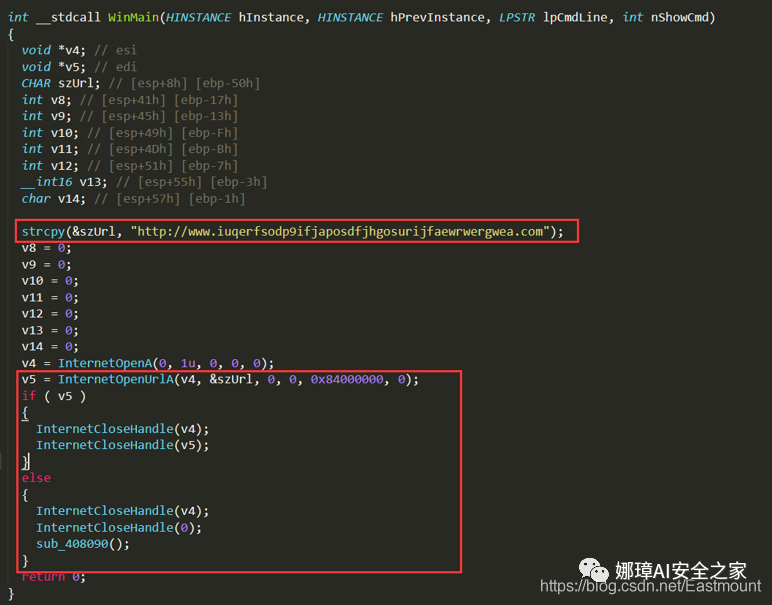 int __stdcall WinMain(HINSTANCE hInstance, HINSTANCE hPrevInstance, LPSTR lpCmdLine, int nShowCmd)
{
void *v4; // esi
void *v5; // edi
CHAR szUrl; // [esp+8h] [ebp-50h]
int v8; // [esp+41h] [ebp-17h]
int v9; // [esp+45h] [ebp-13h]
int v10; // [esp+49h] [ebp-Fh]
int v11; // [esp+4Dh] [ebp-Bh]
int v12; // [esp+51h] [ebp-7h]
__int16 v13; // [esp+55h] [ebp-3h]
char v14; // [esp+57h] [ebp-1h]
strcpy(&szUrl, "http://www.iuqerfsodp9ifjaposdfjhgosurijfaewrwergwea.com");
v8 = 0;
v9 = 0;
v10 = 0;
v11 = 0;
v12 = 0;
v13 = 0;
v14 = 0;
v4 = InternetOpenA(0, 1u, 0, 0, 0);
v5 = InternetOpenUrlA(v4, &szUrl, 0, 0, 0x84000000, 0);
if ( v5 )
{
InternetCloseHandle(v4);
InternetCloseHandle(v5);
}
else
{
InternetCloseHandle(v4);
InternetCloseHandle(0);
sub_408090();
}
return 0;
}
娜璋AI安全之家
https://blog.csdn.net/Eastmount